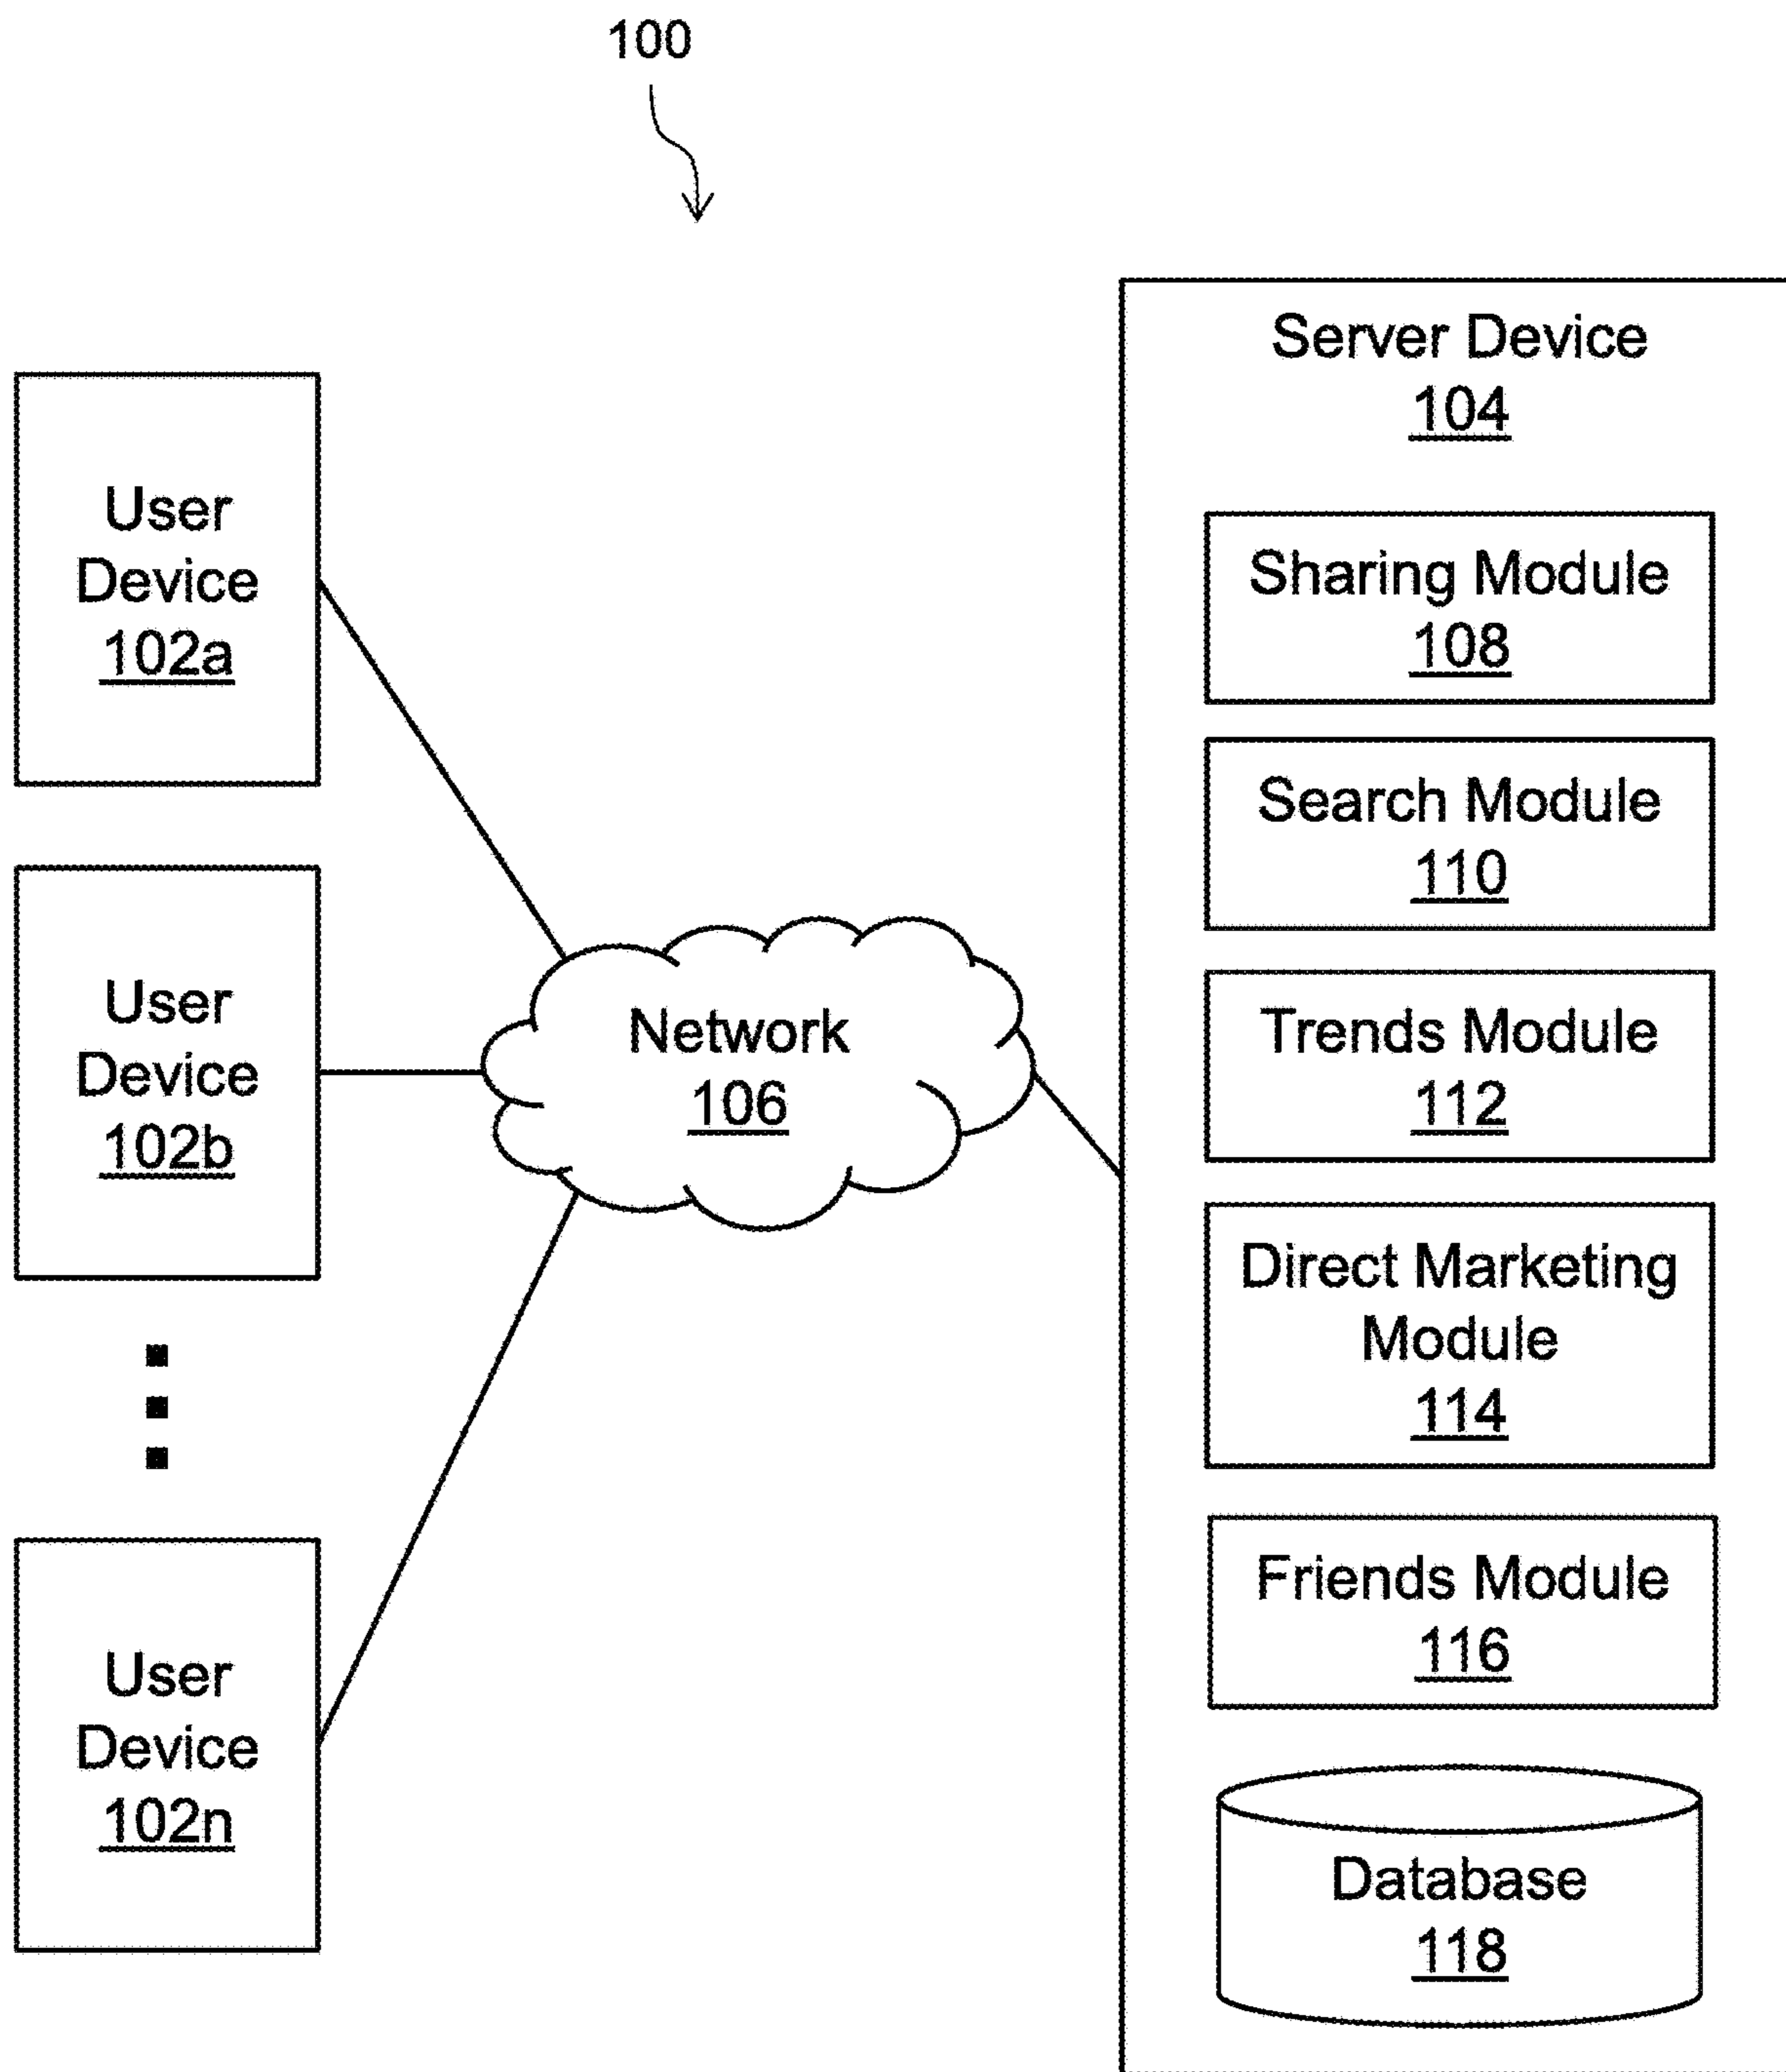 100
User
Device
102a
User
Device
102b
User
Device
102n
Network
106
Server Device
104
Sharing Module
108
Search Module
110
Trends Module
112
Direct Marketing
Module
114
Friends Module
116
Database
118